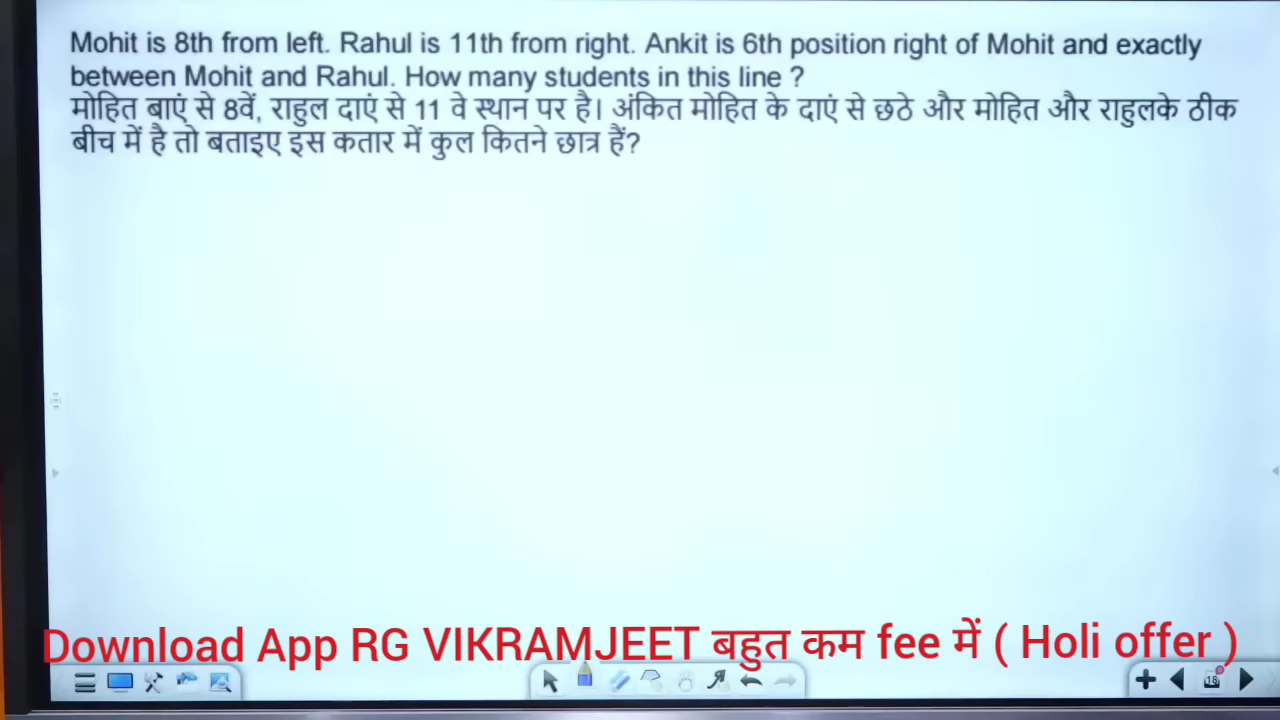 Mohit is 8th from left. Rahul is 11th from right. Ankit is 6th position right of Mohit and exactly
between Mohit and Rahul. How many students in this line ?
मोहित बाएं से 8वें, राहुल दाएं से 11 वे स्थान पर है। अंकित मोहित के दाएं से छठे और मोहित और राहुलके ठीक
बीच में है तो बताइए इस कतार में कुल कितने छात्र हैं?
Download App RG VIKRAMJEET बहुत कम fee में ( Holi offer )
18